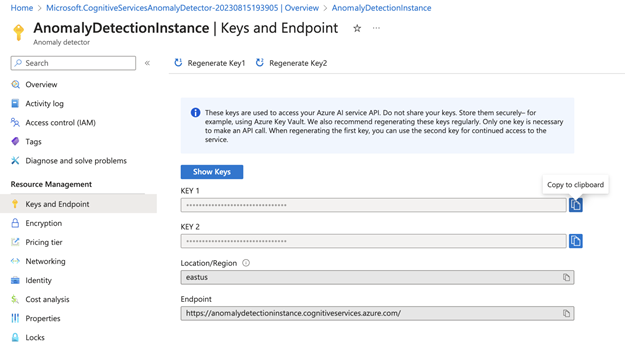 Home > Microsoft.CognitiveServicesAnomalyDetector-20230815193905 | Overview > AnomalyDetectionInstance
AnomalyDetectionInstance | Keys and Endpoint
Anomaly detector
Search
Regenerate Key1
Regenerate Key2
Overview
Activity log
Access control (IAM)
Tags
Diagnose and solve problems
Resource Management
Keys and Endpoint
Encryption
Pricing tier
Networking
Identity
Cost analysis
Properties
Locks
These keys are used to access your Azure AI service API. Do not share your keys. Store them securely– for
example, using Azure Key Vault. We also recommend regenerating these keys regularly. Only one key is necessary
to make an API call. When regenerating the first key, you can use the second key for continued access to the
service.
Show Keys
Copy to clipboard
KEY 1
KEY 2
Location/Region
eastus
Endpoint
https://anomalydetectioninstance.cognitiveservices.azure.com/